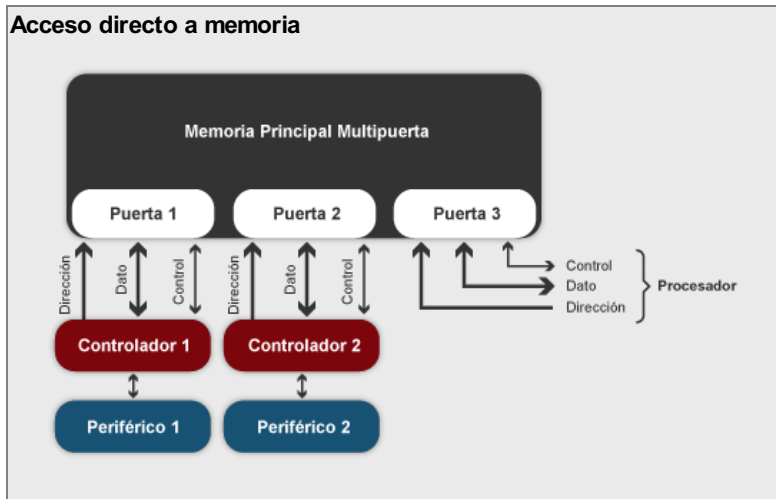 Acceso directo a memoria
Memoria Principal Multipuerta
Puerta 1
Puerta 2
Puerta 3
Dirección
Dato
Control
Dirección
Dato
Control
Control
Dato
Dirección
Procesador
Controlador 1
Controlador 2
Periférico 1
Periférico 2